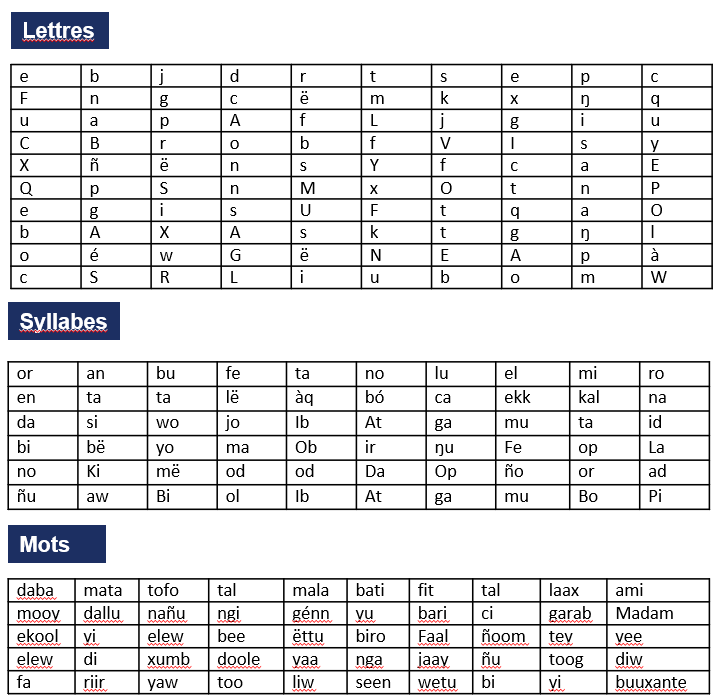 Lettres
e b j d r t s e p c
F n g c ë m k x ŋ q
u a p A f L j g i u
C B r o b f V I s y
X ñ ë n s Y f c a E
Q p S n M x O t n P
e g i s U F t q a O
b A X A s k t g ŋ l
o é w G ë N E A p à
c S R L i u b o m W
Syllabes
or an bu fe ta no lu el mi ro
en ta ta lë àq bó ca ekk kal na
da si wo jo Ib At ga mu ta id
bi bë yo ma Ob ir ŋu Fe op La
no Ki më od od Da Op ño or ad
ñu aw Bi ol Ib At ga mu Bo Pi
Mots
daba mata tofo tal mala bati fit tal laax ami
mooy dallu nañu ngi génn yu bari ci garab Madam
ekool yi elew bee ëttu biro Faal ñoom tey yee
elew di xumb doole yaa nga jaay ñu toog diw
fa riir yaw too liw seen wetu bi yi buuxante